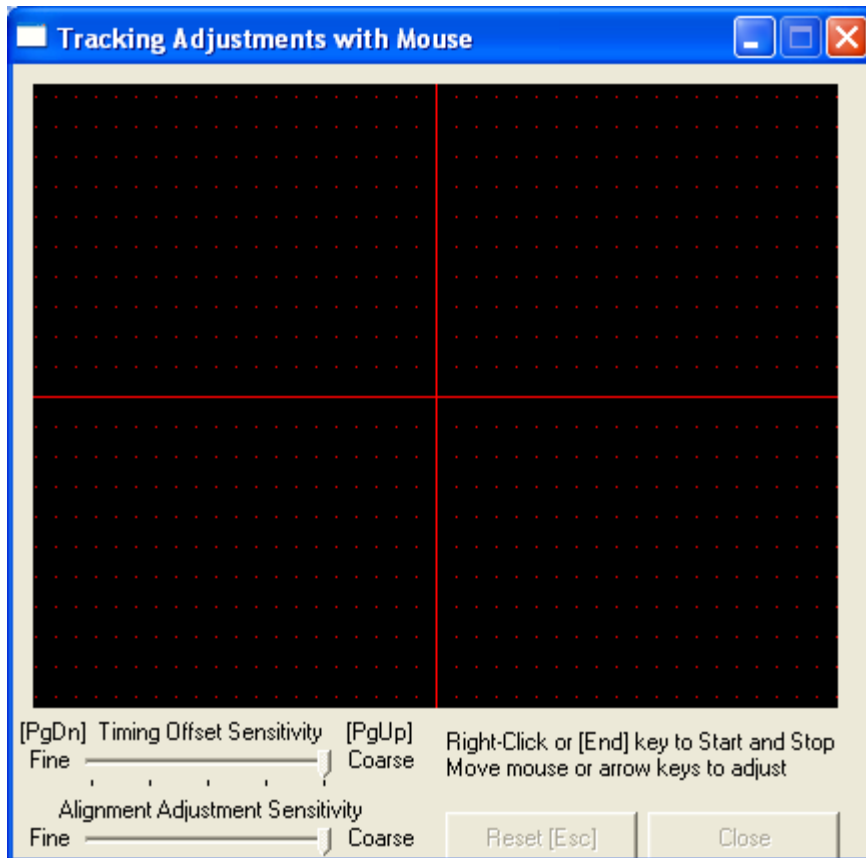 Tracking Adjustments with Mouse
[PgDn] Timing Offset Sensitivity [PgUp]
Fine Coarse
Right-Click or [End] key to Start and Stop
Move mouse or arrow keys to adjust
Alignment Adjustment Sensitivity
Fine Coarse
Reset [Esc] Close